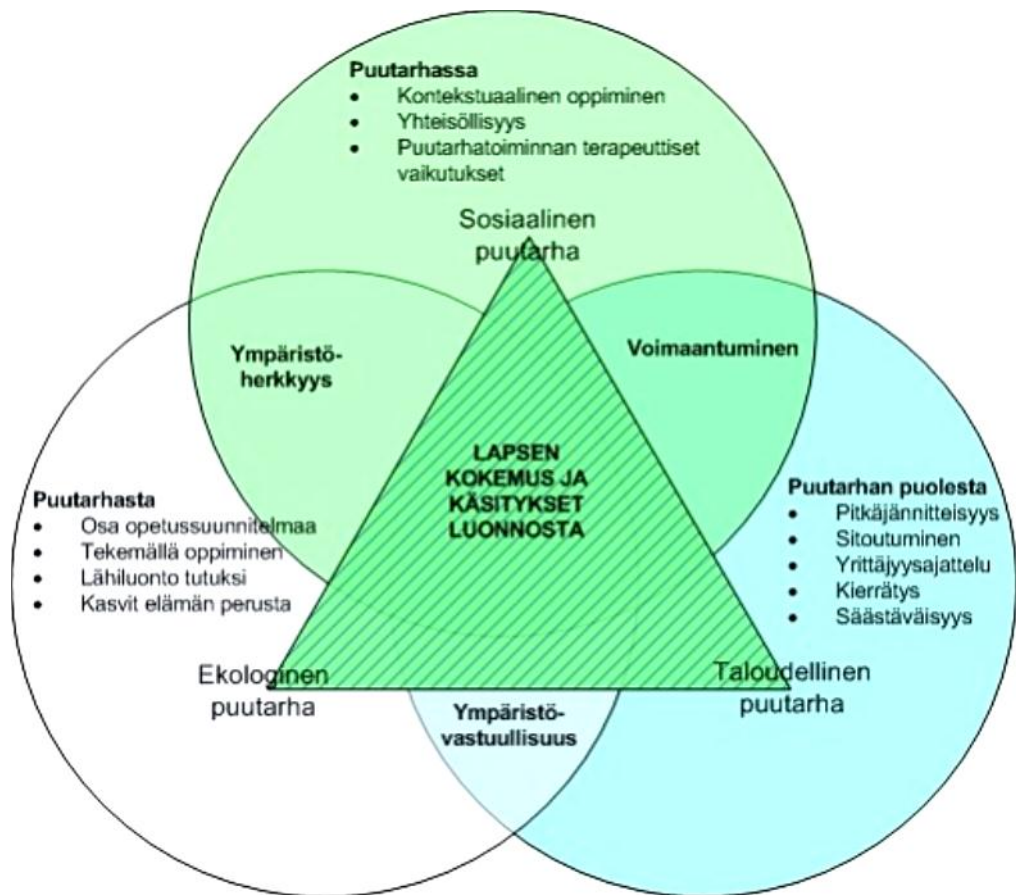 Puutarhassa
• Kontekstuaalinen oppiminen
• Yhteisöllisyys
• Puutarhatoiminnan terapeuttiset
vaikutukset
Sosiaalinen
puutarha
Ympäristö-
herkkyys
Voimaantuminen
LAPSEN
KOKEMUS JA
KÄSITYKSET
LUONNOSTA
Puutarhasta
• Osa opetussuunnitelmaa
• Tekemällä oppiminen
• Lähiluonto tutuksi
• Kasvit elämän perusta
Puutarhan puolesta
• Pitkäjännitteisyys
• Sitoutuminen
• Yrittäjyysajattelu
• Kierrätys
• Säästäväisyys
Ekologinen
puutarha
Taloudellinen
puutarha
Ympäristö-
vastuullisuus